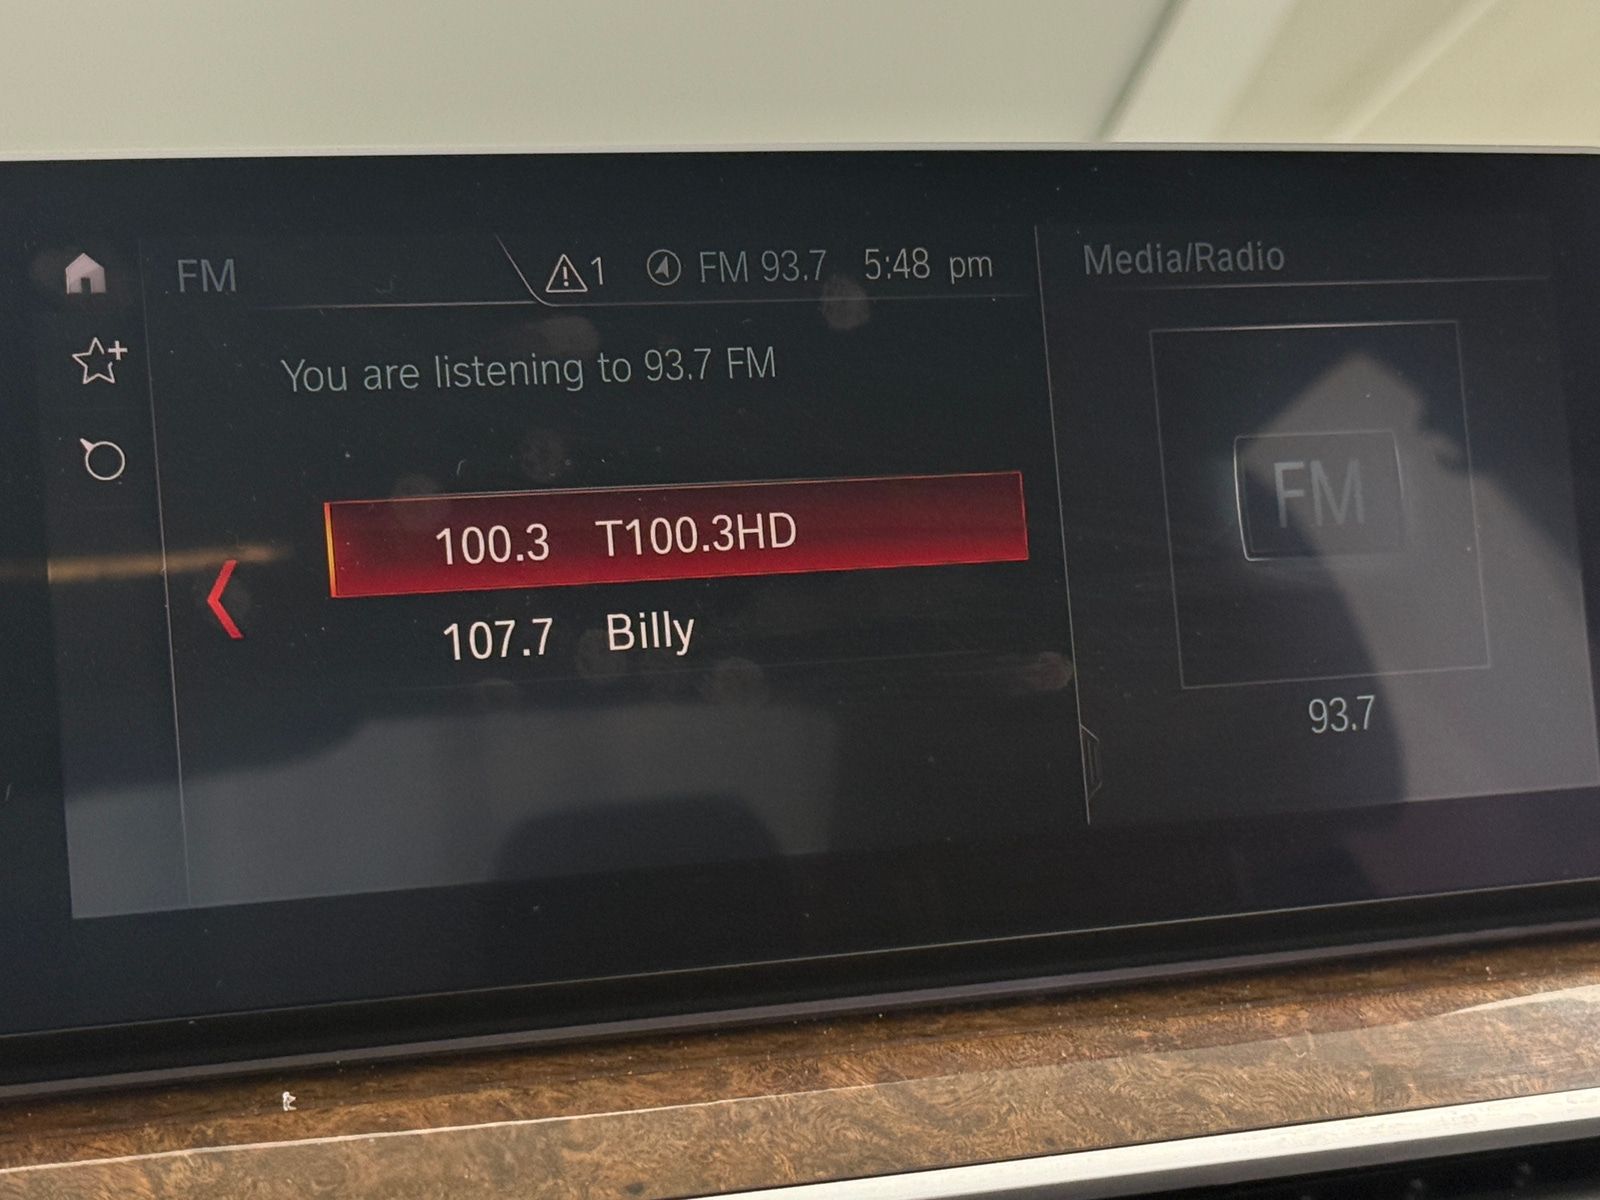 FM
1 FM 93.7 5:48 pm
Media/Radio
You are listening to 93.7 FM
100.3 T100.3HD
107.7 Billy
FM
93.7